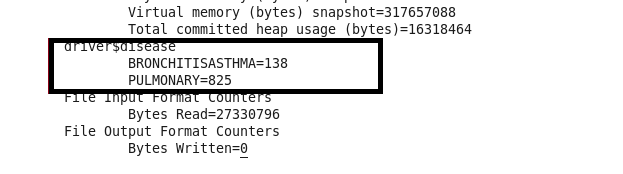 Virtual memory (bytes) snapshot=317657088
Total committed heap usage (bytes)=16318464
driver$disease
BRONCHITISASTHMA=138
PULMONARY=825
File Input Format Counters
Bytes Read=27330796
File Output Format Counters
Bytes Written=0